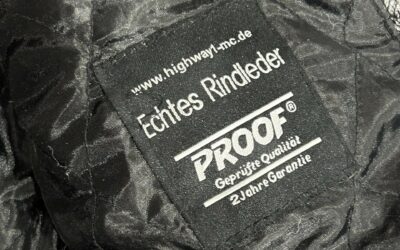 www.highway1-mc.de
Echtes Rindleder
PROOF®
Geprüfte Qualität
2 Jahre Garantie